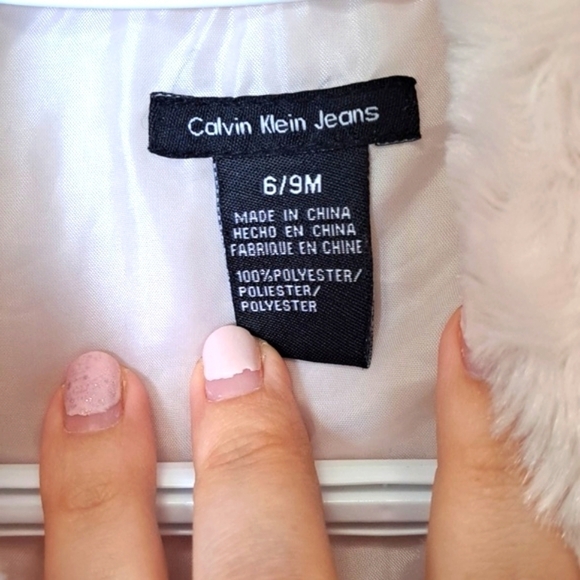 Calvin Klein Jeans
6/9M
MADE IN CHINA
HECHO EN CHINA
FABRIQUE EN CHINE
100%POLYESTER/
POLIESTER/
POLYESTER